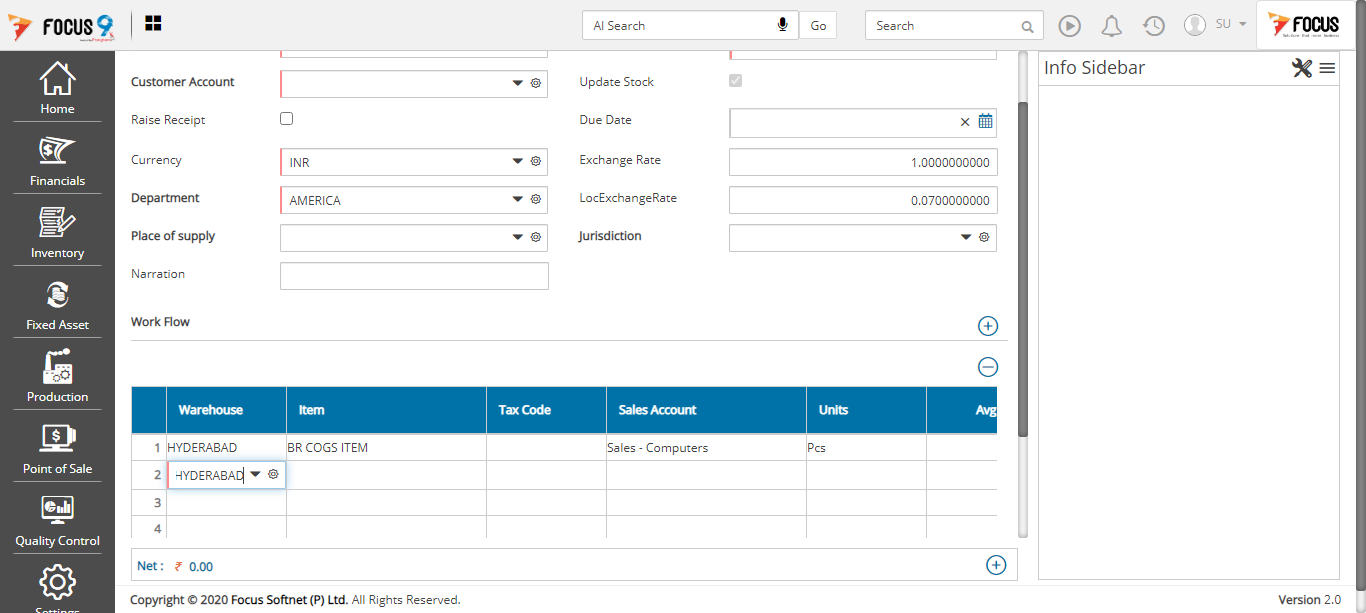 FOCUS 9
AI Search
Go
Search
SU
FOCUS
Home
Financials
Inventory
Fixed Asset
Production
Point of Sale
Quality Control
Settings
Customer Account
Update Stock
Raise Receipt
Due Date
Currency INR
Exchange Rate 1.0000000000
Department AMERICA
LocExchangeRate 0.0700000000
Place of supply
Jurisdiction
Narration
Work Flow
Warehouse Item Tax Code Sales Account Units Avg
1 HYDERABAD BR COGS ITEM Sales - Computers Pcs
2 HYDERABAD
3
4
Net : ₹ 0.00
Info Sidebar
Copyright © 2020 Focus Softnet (P) Ltd. All Rights Reserved.
Version 2.0